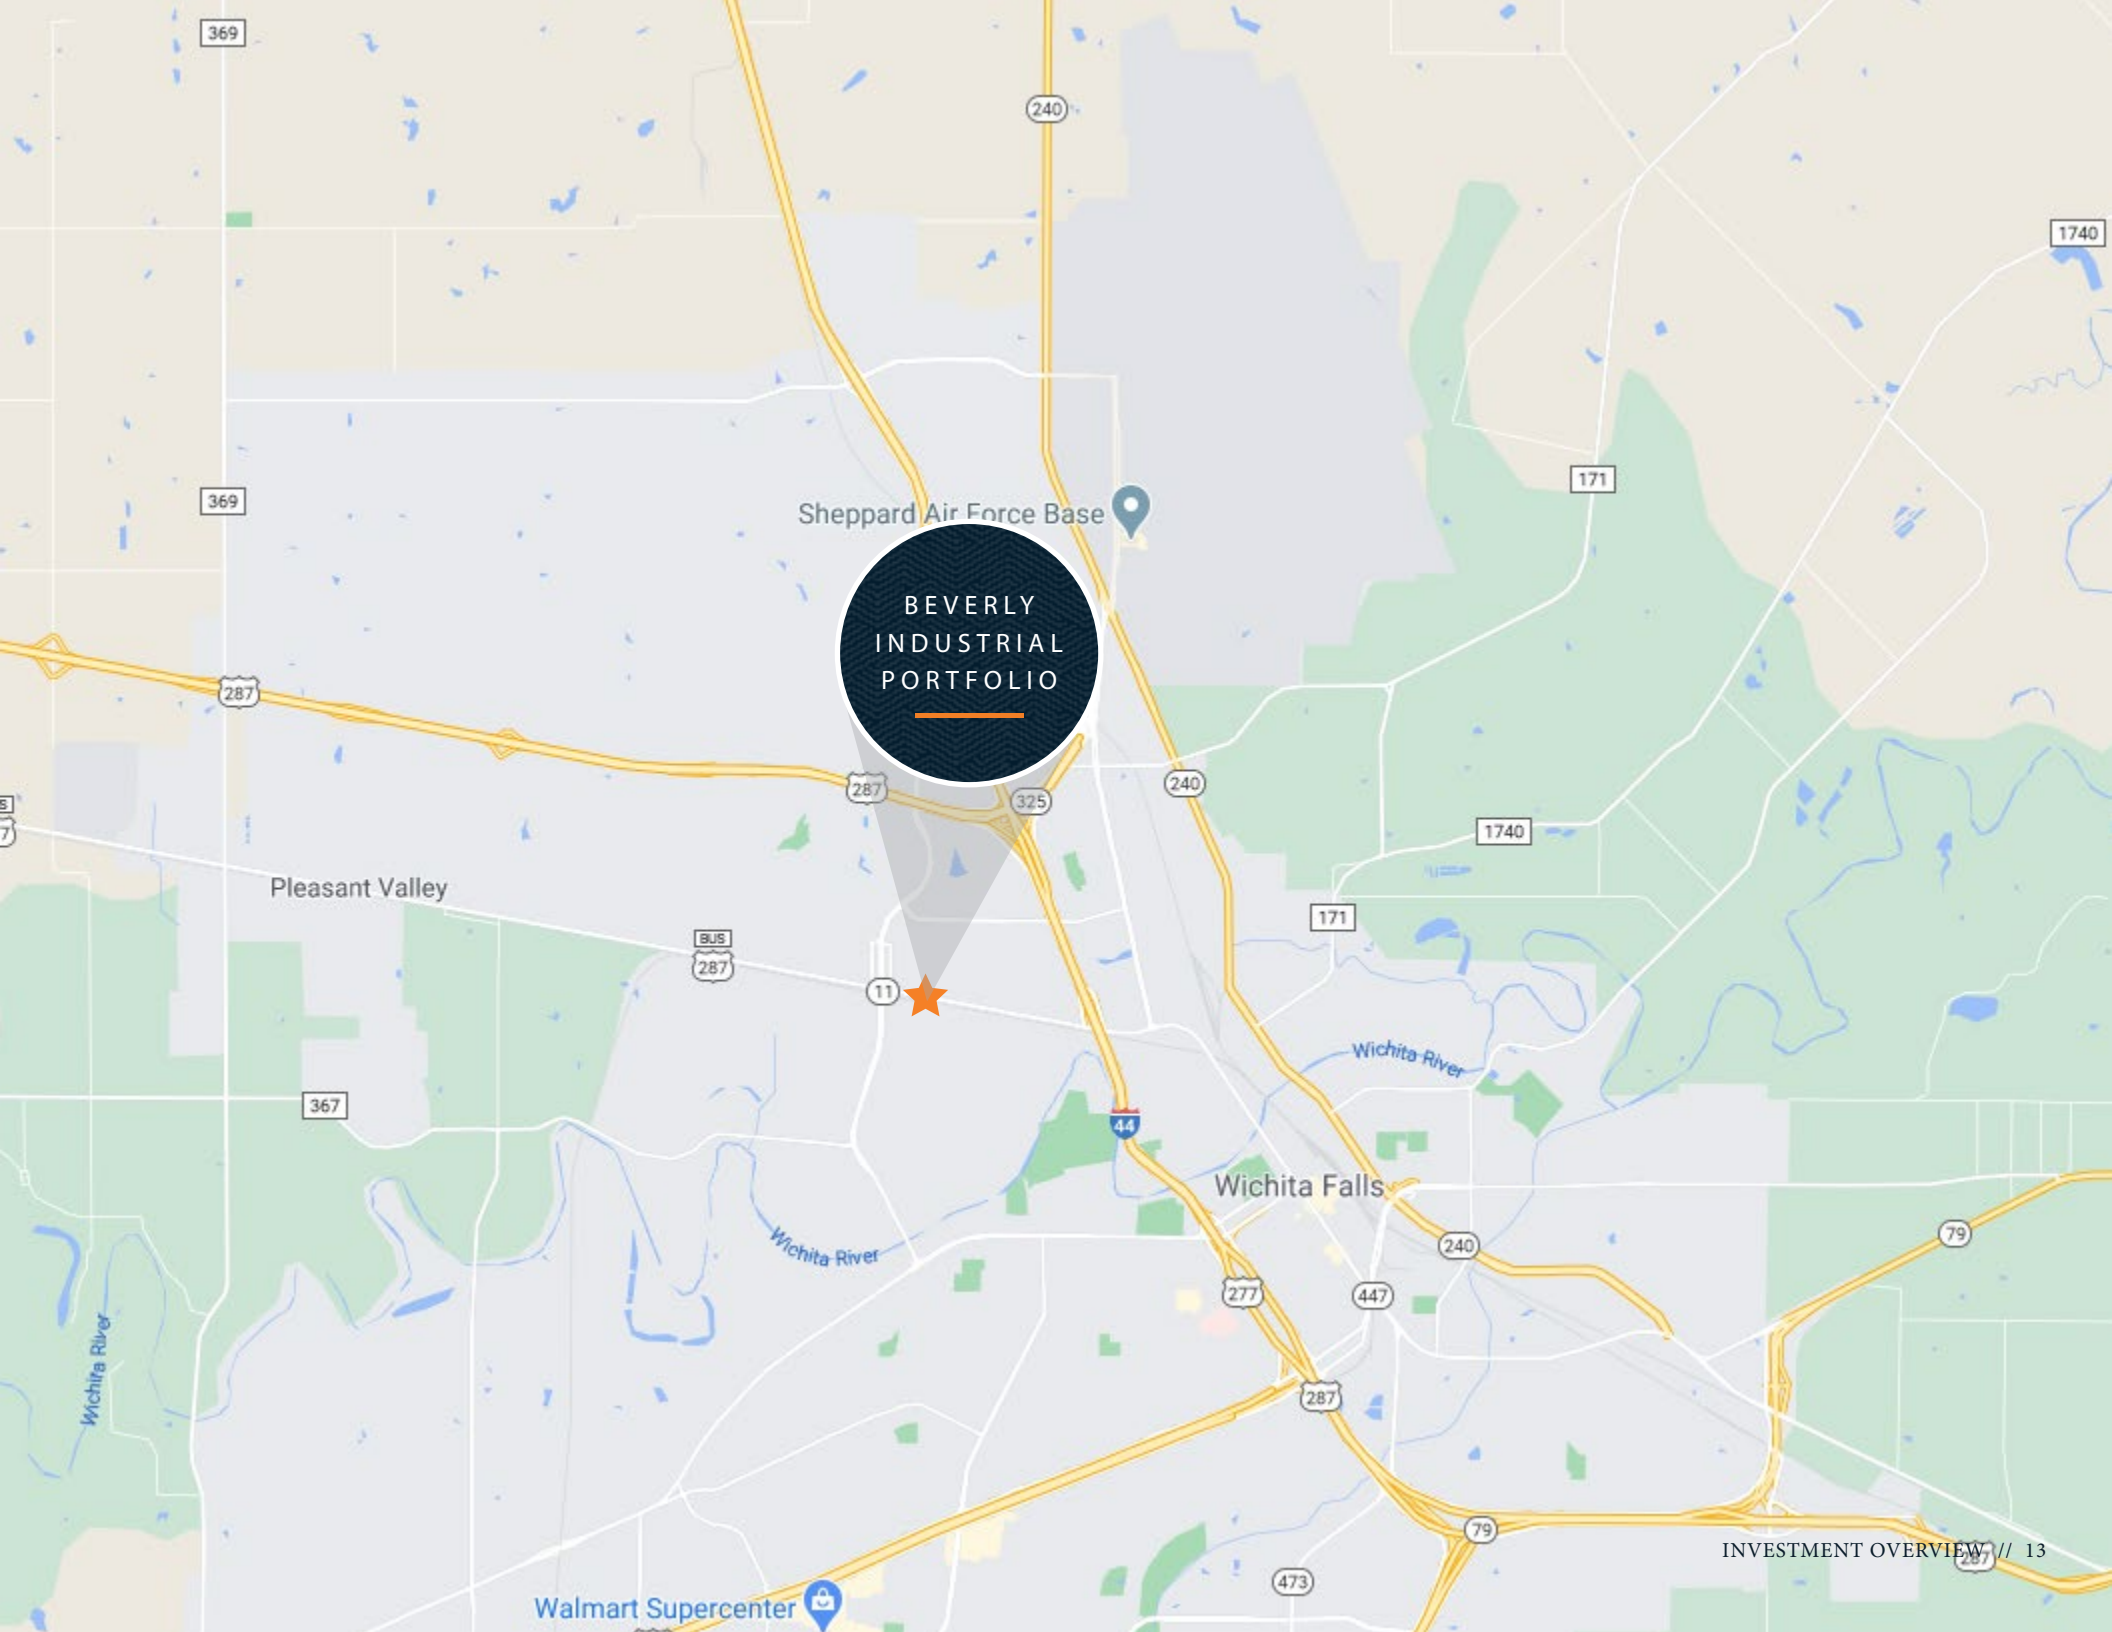 369
240
1740
171
369
Sheppard Air Force Base
BEVERLY
INDUSTRIAL
PORTFOLIO
287
287
325
240
1740
S
7
Pleasant Valley
171
BUS
287
11
Wichita River
367
44
Wichita Falls
79
240
Wichita River
277
447
Wichita River
287
79
INVESTMENT OVERVIEW // 13
287
473
Walmart Supercenter